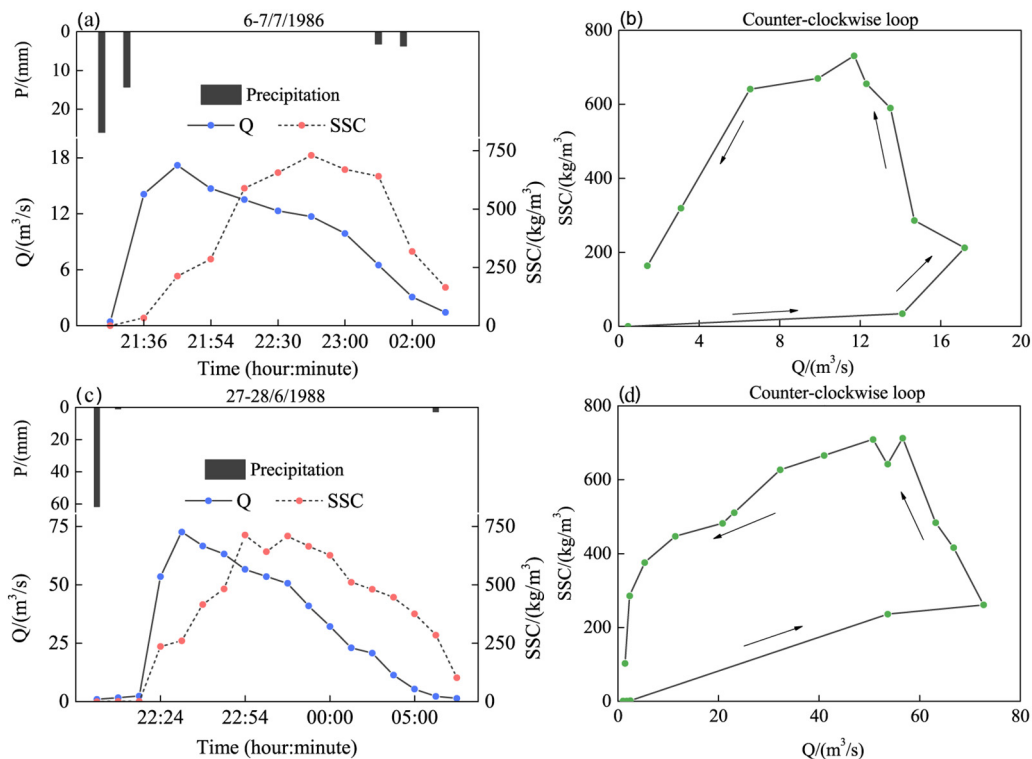 (a)
6-7/7/1986
P/(mm)
0
10
20
Precipitation
Q
SSC
Q/(m³/s)
18
12
6
0
SSC/(kg/m³)
750
500
250
0
21:36
21:54
22:30
23:00
02:00
Time (hour:minute)
(b)
Counter-clockwise loop
SSC/(kg/m³)
800
600
400
200
0
0
4
8
12
16
20
Q/(m³/s)
(c)
27-28/6/1988
P/(mm)
0
20
40
60
Precipitation
Q
SSC
Q/(m³/s)
75
50
25
0
SSC/(kg/m³)
750
500
250
0
22:24
22:54
00:00
05:00
Time (hour:minute)
(d)
Counter-clockwise loop
SSC/(kg/m³)
800
600
400
200
0
0
20
40
60
80
Q/(m³/s)